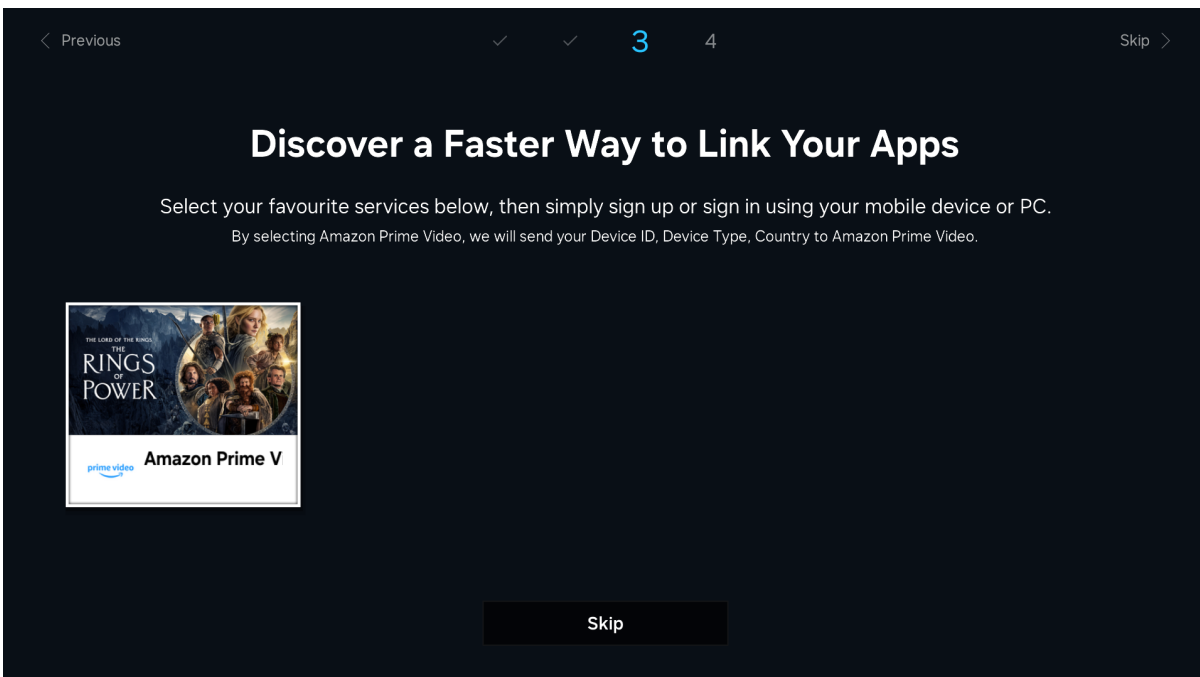 Previous
3
4
Skip
Discover a Faster Way to Link Your Apps
Select your favourite services below, then simply sign up or sign in using your mobile device or PC.
By selecting Amazon Prime Video, we will send your Device ID, Device Type, Country to Amazon Prime Video.
THE LORD OF THE RINGS
THE
RINGS
OF
POWER
prime video
Amazon Prime V
Skip